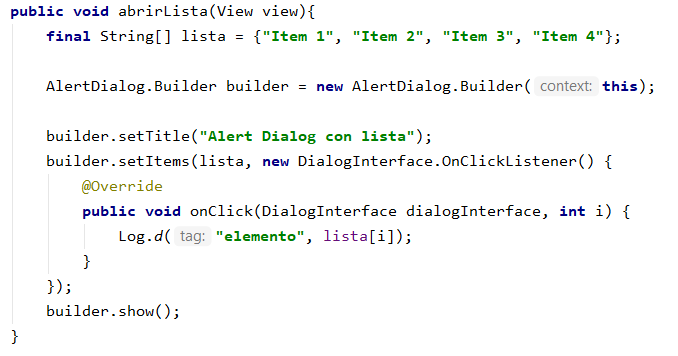 public void abrirLista(View view){
final String[] lista = {"Item 1", "Item 2", "Item 3", "Item 4"};
AlertDialog.Builder builder = new AlertDialog.Builder( context: this);
builder.setTitle("Alert Dialog con lista");
builder.setItems(lista, new DialogInterface.OnClickListener() {
@Override
public void onClick(DialogInterface dialogInterface, int i) {
Log.d( tag: "elemento", lista[i]);
}
});
builder.show();
}